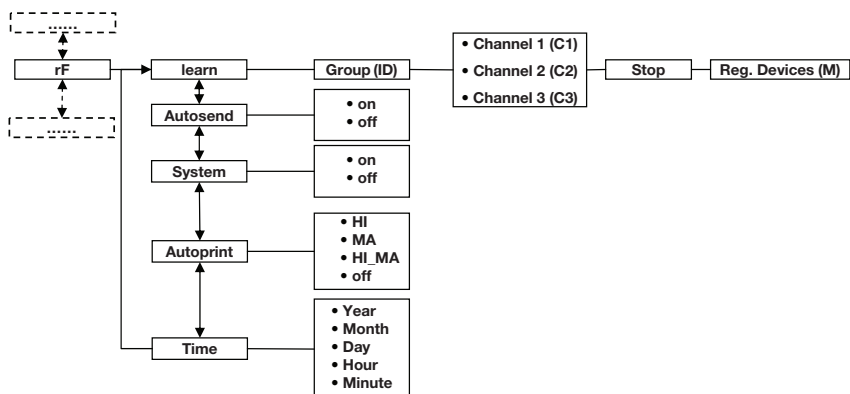 ......
rF
......
learn
Group (ID)
• Channel 1 (C1)
• Channel 2 (C2)
• Channel 3 (C3)
Stop
Reg. Devices (M)
Autosend
• on
• off
System
• on
• off
Autoprint
• HI
• MA
• HI_MA
• off
Time
• Year
• Month
• Day
• Hour
• Minute